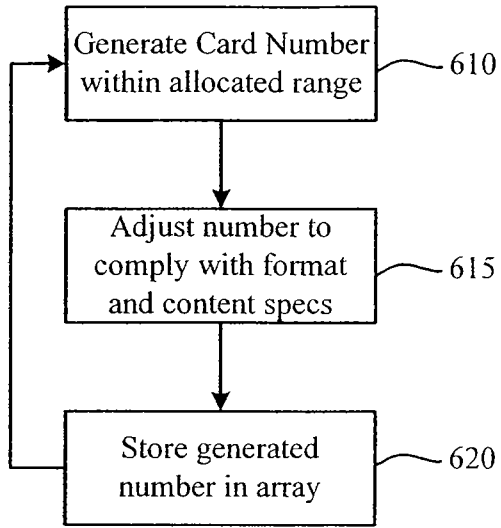 Generate Card Number
within allocated range
610
Adjust number to
comply with format
and content specs
615
Store generated
number in array
620